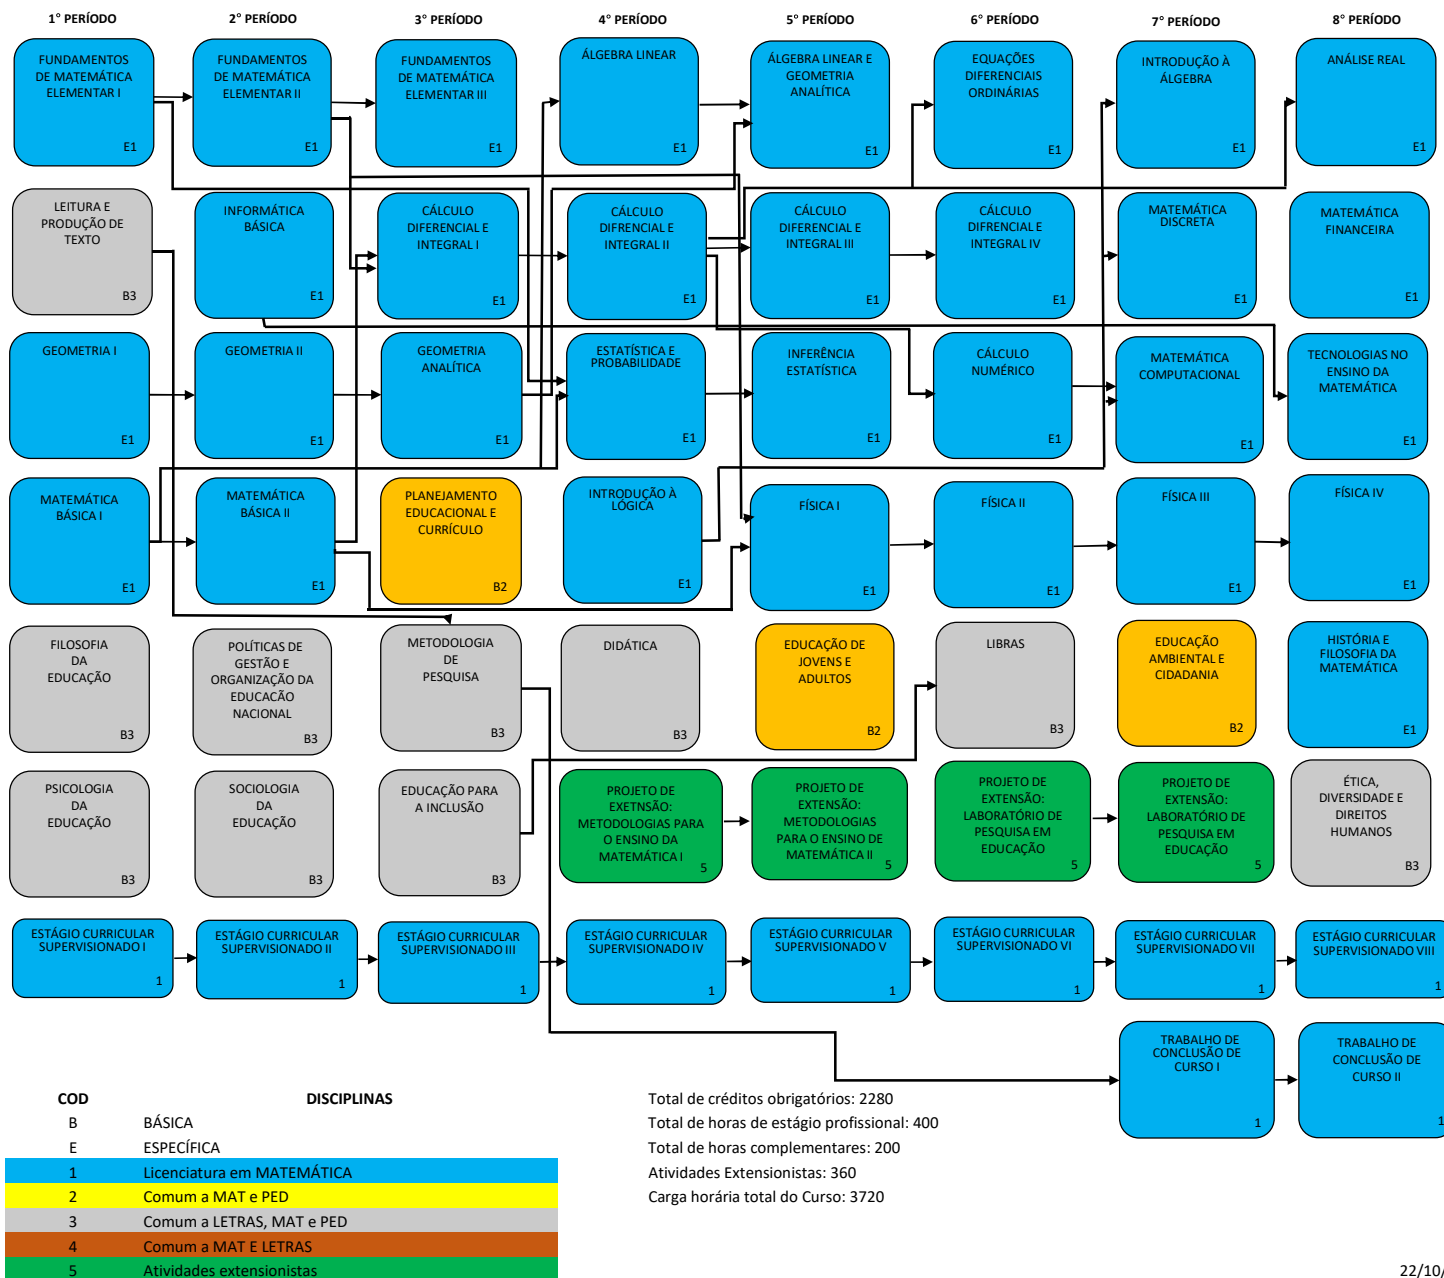 1° PERÍODO
2° PERÍODO
3° PERÍODO
4° PERÍODO
5° PERÍODO
6° PERÍODO
7° PERÍODO
8° PERÍODO
FUNDAMENTOS
DE MATEMÁTICA
ELEMENTAR I
E1
FUNDAMENTOS
DE MATEMÁTICA
ELEMENTAR II
E1
FUNDAMENTOS
DE MATEMÁTICA
ELEMENTAR III
E1
ÁLGEBRA LINEAR
E1
ÁLGEBRA LINEAR E
GEOMETRIA
ANALÍTICA
E1
EQUAÇÕES
DIFERENCIAIS
ORDINÁRIAS
E1
INTRODUÇÃO À
ÁLGEBRA
E1
ANÁLISE REAL
E1
LEITURA E
PRODUÇÃO DE
TEXTO
B3
INFORMÁTICA
BÁSICA
E1
CÁLCULO
DIFERENCIAL E
INTEGRAL I
E1
CÁLCULO
DIFRENCIAL E
INTEGRAL II
E1
CÁLCULO
DIFERENCIAL E
INTEGRAL III
E1
CÁLCULO
DIFRENCIAL E
INTEGRAL IV
E1
MATEMÁTICA
DISCRETA
E1
MATEMÁTICA
FINANCEIRA
E1
GEOMETRIA I
E1
GEOMETRIA II
E1
GEOMETRIA
ANALÍTICA
E1
ESTATÍSTICA E
PROBABILIDADE
E1
INFERÊNCIA
ESTATÍSTICA
E1
CÁLCULO
NUMÉRICO
E1
MATEMÁTICA
COMPUTACIONAL
E1
TECNOLOGIAS NO
ENSINO DA
MATEMÁTICA
E1
MATEMÁTICA
BÁSICA I
E1
MATEMÁTICA
BÁSICA II
E1
PLANEJAMENTO
EDUCACIONAL E
CURRÍCULO
B2
INTRODUÇÃO À
LÓGICA
E1
FÍSICA I
E1
FÍSICA II
E1
FÍSICA III
E1
FÍSICA IV
E1
FILOSOFIA
DA
EDUCAÇÃO
B3
POLÍTICAS DE
GESTÃO E
ORGANIZAÇÃO DA
EDUCACÃO
NACIONAL
B3
METODOLOGIA
DE
PESQUISA
B3
DIDÁTICA
B3
EDUCAÇÃO DE
JOVENS E
ADULTOS
B2
LIBRAS
B3
EDUCAÇÃO
AMBIENTAL E
CIDADANIA
B2
HISTÓRIA E
FILOSOFIA DA
MATEMÁTICA
E1
PSICOLOGIA
DA
EDUCAÇÃO
B3
SOCIOLOGIA
DA
EDUCAÇÃO
B3
EDUCAÇÃO PARA
A INCLUSÃO
B3
PROJETO DE
EXETNSÃO:
METODOLOGIAS PARA
O ENSINO DA
MATEMÁTICA I
5
PROJETO DE
EXTENSÃO:
METODOLOGIAS
PARA O ENSINO DE
MATEMÁTICA II
5
PROJETO DE
EXTENSÃO:
LABORATÓRIO DE
PESQUISA EM
EDUCAÇÃO
5
PROJETO DE
EXTENSÃO:
LABORATÓRIO DE
PESQUISA EM
EDUCAÇÃO
5
ÉTICA,
DIVERSIDADE E
DIREITOS
HUMANOS
B3
ESTÁGIO CURRICULAR
SUPERVISIONADO I
1
ESTÁGIO CURRICULAR
SUPERVISIONADO II
1
ESTÁGIO CURRICULAR
SUPERVISIONADO III
1
ESTÁGIO CURRICULAR
SUPERVISIONADO IV
1
ESTÁGIO CURRICULAR
SUPERVISIONADO V
1
ESTÁGIO CURRICULAR
SUPERVISIONADO VI
1
ESTÁGIO CURRICULAR
SUPERVISIONADO VII
1
ESTÁGIO CURRICULAR
SUPERVISIONADO VIII
1
TRABALHO DE
CONCLUSÃO DE
CURSO I
1
TRABALHO DE
CONCLUSÃO DE
CURSO II
1
COD DISCIPLINAS
B BÁSICA
E ESPECÍFICA
1 Licenciatura em MATEMÁTICA
2 Comum a MAT e PED
3 Comum a LETRAS, MAT e PED
4 Comum a MAT E LETRAS
5 Atividades extensionistas
Total de créditos obrigatórios: 2280
Total de horas de estágio profissional: 400
Total de horas complementares: 200
Atividades Extensionistas: 360
Carga horária total do Curso: 3720
22/10/